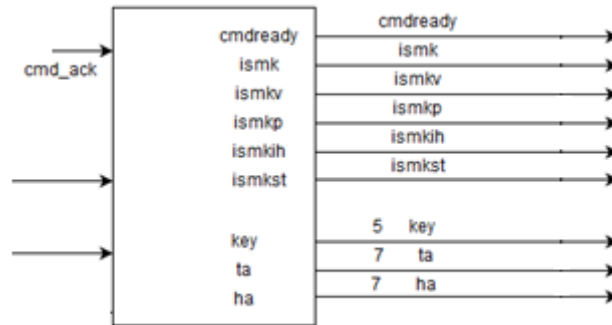 cmdready cmdready
cmd_ack ismk ismk
ismkv ismkv
ismkp ismkp
ismkih ismkih
ismkst ismkst
key 5 key
ta 7 ta
ha 7 ha